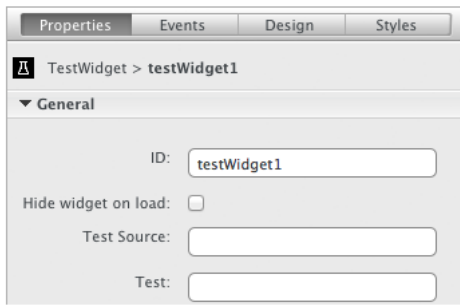 Properties Events Design Styles
TestWidget > testWidget1
General
ID: testWidget1
Hide widget on load:
Test Source:
Test: